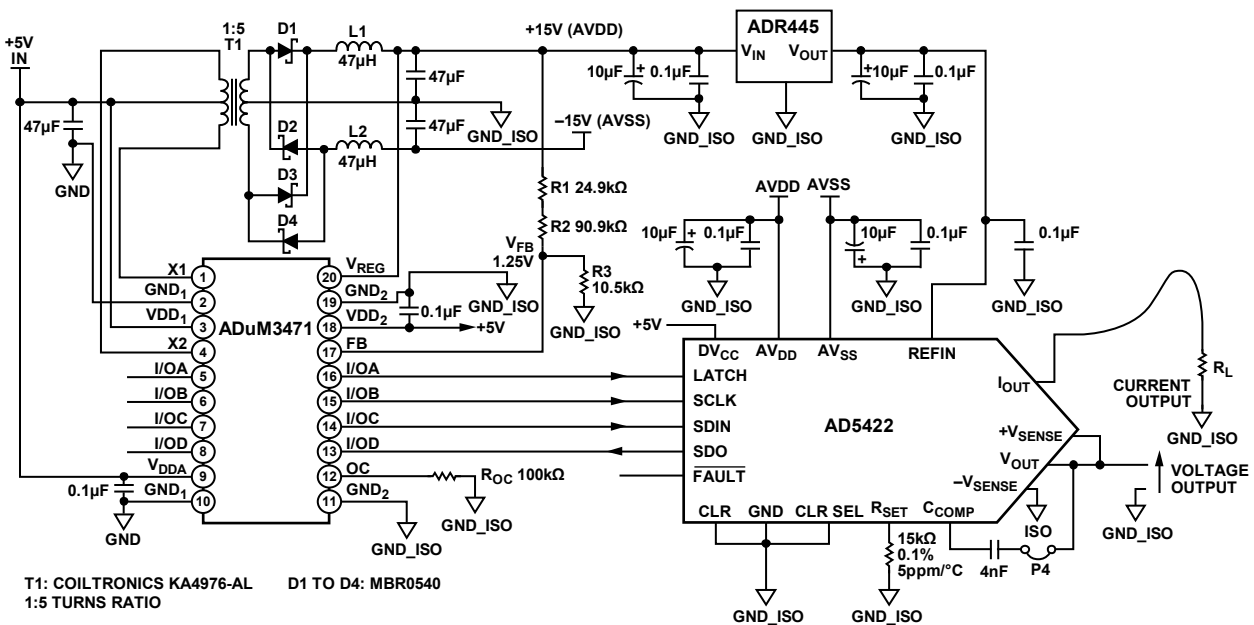 +5V
IN
1:5
T1
D1
L1
47µH
+15V (AVDD)
ADR445
VIN
VOUT
47µF
47µF
47µF
10µF
+
0.1µF
+
10µF
0.1µF
GND_ISO
GND_ISO
GND_ISO
GND_ISO
GND
D2
L2
47µH
–15V (AVSS)
D3
D4
R1 24.9kΩ
R2 90.9kΩ
VFB
1.25V
R3
10.5kΩ
GND_ISO
AVDD
AVSS
10µF
+
0.1µF
10µF
+
0.1µF
0.1µF
GND_ISO
GND_ISO
GND_ISO
ADuM3471
X1
1
GND1
2
VDD1
3
X2
4
I/OA
5
I/OB
6
I/OC
7
I/OD
8
VDDA
9
GND1
10
0.1µF
GND
20
VREG
19
GND2
18
VDD2
17
FB
16
I/OA
15
I/OB
14
I/OC
13
I/OD
12
OC
11
GND2
0.1µF
GND_ISO
+5V
ROC 100kΩ
GND_ISO
GND_ISO
+5V
DVCC
AVDD
AVSS
REFIN
LATCH
SCLK
SDIN
SDO
FAULT
AD5422
IOUT
+VSENSE
VOUT
–VSENSE
CLR
GND
CLR SEL
RSET
CCOMP
CURRENT
OUTPUT
RL
GND_ISO
VOLTAGE
OUTPUT
ISO
GND_ISO
15kΩ
0.1%
5ppm/°C
4nF
P4
GND_ISO
GND_ISO
T1: COILTRONICS KA4976-AL
D1 TO D4: MBR0540
1:5 TURNS RATIO